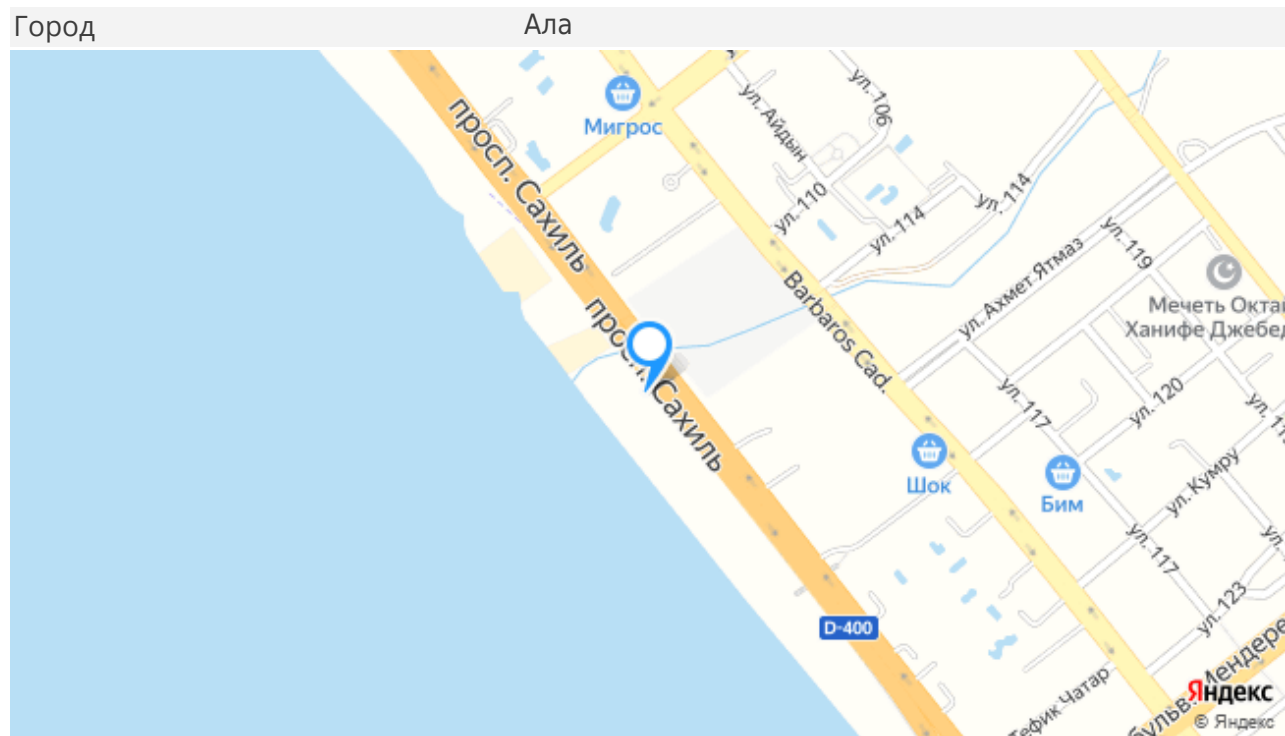 Город
Ала
просп. Сахиль
Мигрос
ул. Айдын
ул. 106
ул. 110
ул. 114
ул. 114
ул. 119
ул. Ахмет Ятмаз
Мечеть Октай
Ханифе Джебед
просп. Сахиль
Barbaros Cad.
ул. 117
ул. 120
Шок
Бим
ул. Кумру
ул. 117
ул. 123
D-400
Тефик Чатар
бульв. Мендере
Яндекс
© Яндекс